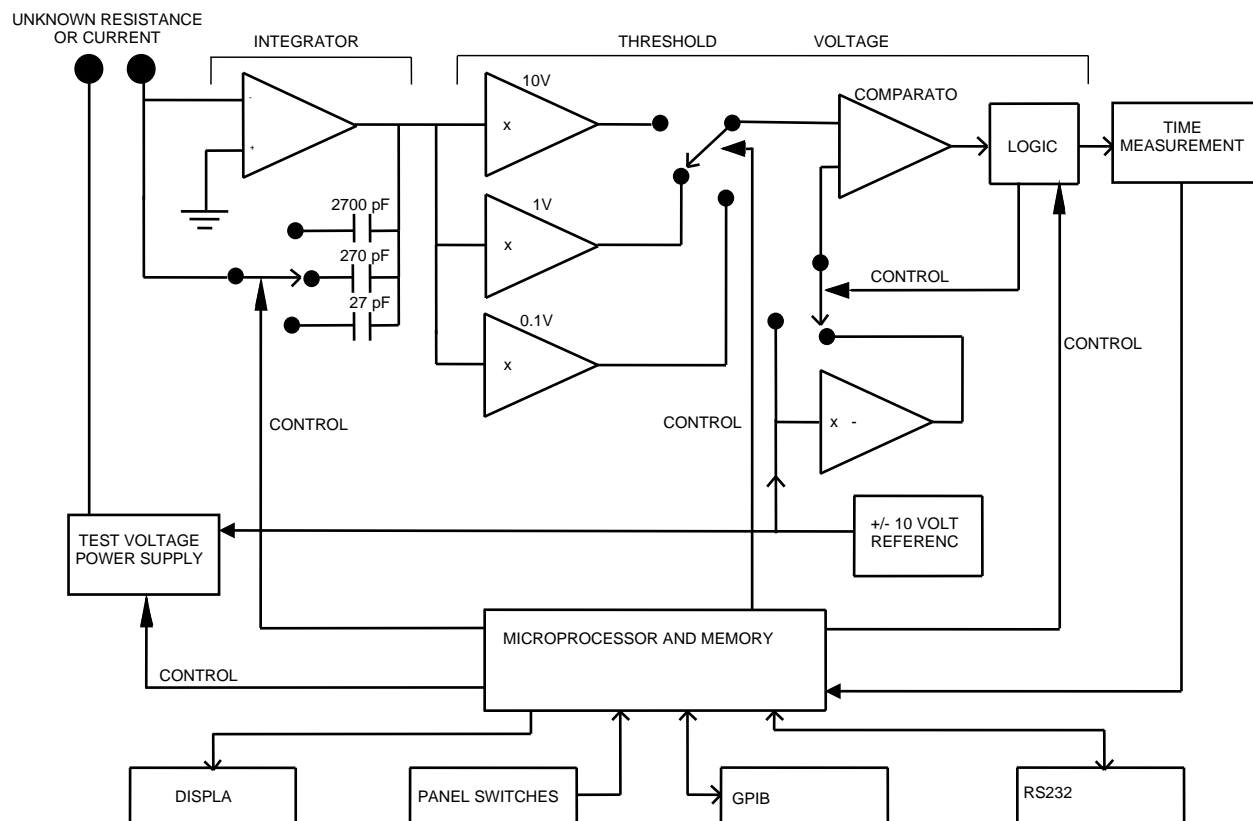 UNKNOWN RESISTANCE
OR CURRENT
INTEGRATOR
THRESHOLD VOLTAGE
10V
COMPARATO
TIME
MEASUREMENT
-
x
LOGIC
+
2700 pF
1V
270 pF
x
CONTROL
27 pF
0.1V
CONTROL
x
CONTROL
CONTROL
x -
+/- 10 VOLT
REFERENC
TEST VOLTAGE
POWER SUPPLY
MICROPROCESSOR AND MEMORY
CONTROL
DISPLA
PANEL SWITCHES
GPIB
RS232